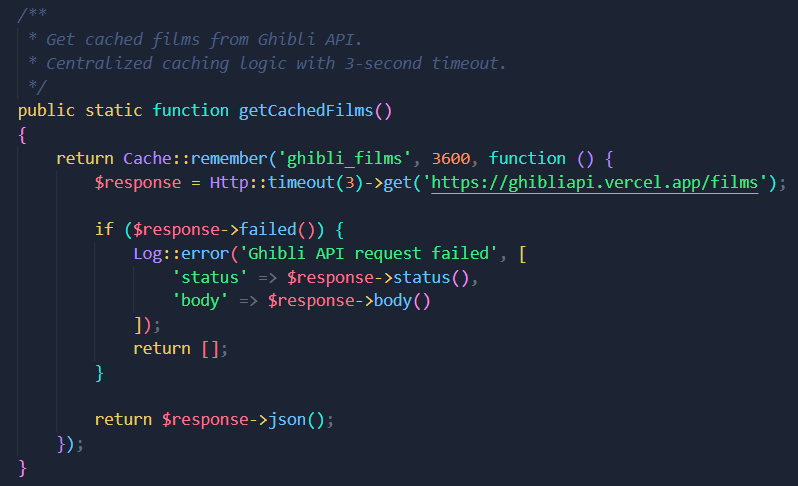 /**
 * Get cached films from Ghibli API.
 * Centralized caching logic with 3-second timeout.
 */
public static function getCachedFilms()
{
    return Cache::remember('ghibli_films', 3600, function () {
        $response = Http::timeout(3)->get('https://ghibliapi.vercel.app/films');

        if ($response->failed()) {
            Log::error('Ghibli API request failed', [
                'status' => $response->status(),
                'body' => $response->body()
            ]);
            return [];
        }

        return $response->json();
    });
}